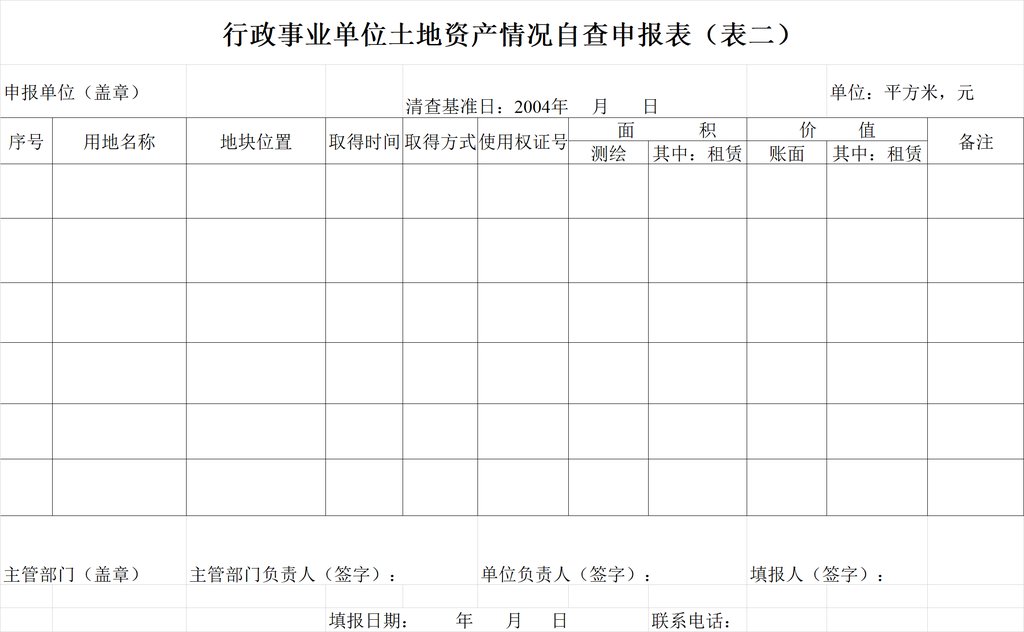 行政事业单位土地资产情况自查申报表（表二）
申报单位（盖章） 清查基准日：2004年 月 日 单位：平方米，元
序号 用地名称 地块位置 取得时间 取得方式 使用权证号 面 积 价 值 备注
测绘 其中：租赁 账面 其中：租赁
主管部门（盖章） 主管部门负责人（签字）： 单位负责人（签字）： 填报人（签字）：
填报日期： 年 月 日 联系电话：